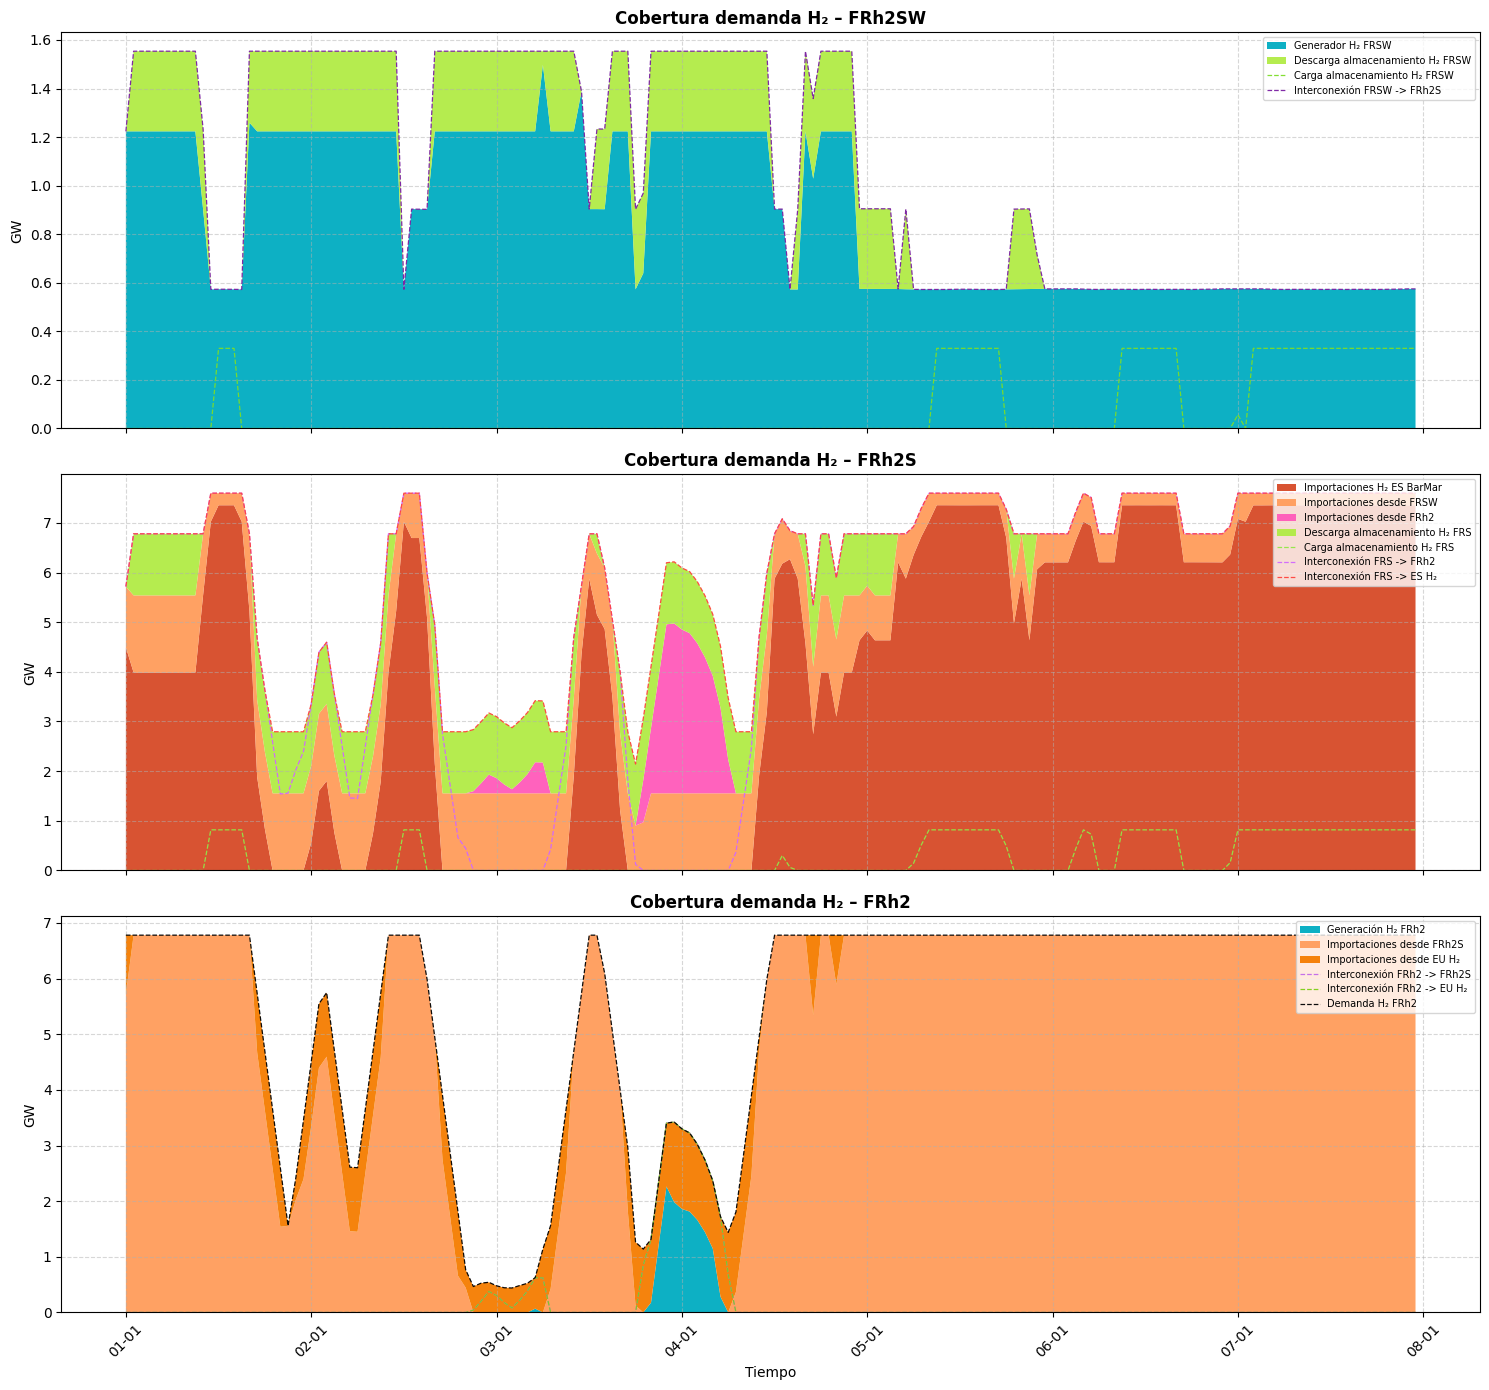 Cobertura demanda H₂ – FRh2SW
1.6
1.4
1.2
1.0
0.8
0.6
0.4
0.2
0.0
GW
Generador H₂ FRSW
Descarga almacenamiento H₂ FRSW
Carga almacenamiento H₂ FRSW
Interconexión FRSW -> FRh2S
Cobertura demanda H₂ – FRh2S
7
6
5
4
3
2
1
0
GW
Importaciones H₂ ES BarMar
Importaciones desde FRSW
Importaciones desde FRh2
Descarga almacenamiento H₂ FRS
Carga almacenamiento H₂ FRS
Interconexión FRS -> FRh2
Interconexión FRS -> ES H₂
Cobertura demanda H₂ – FRh2
7
6
5
4
3
2
1
0
GW
Generación H₂ FRh2
Importaciones desde FRh2S
Importaciones desde EU H₂
Interconexión FRh2 -> FRh2S
Interconexión FRh2 -> EU H₂
Demanda H₂ FRh2
01-01
02-01
03-01
04-01
05-01
06-01
07-01
08-01
Tiempo